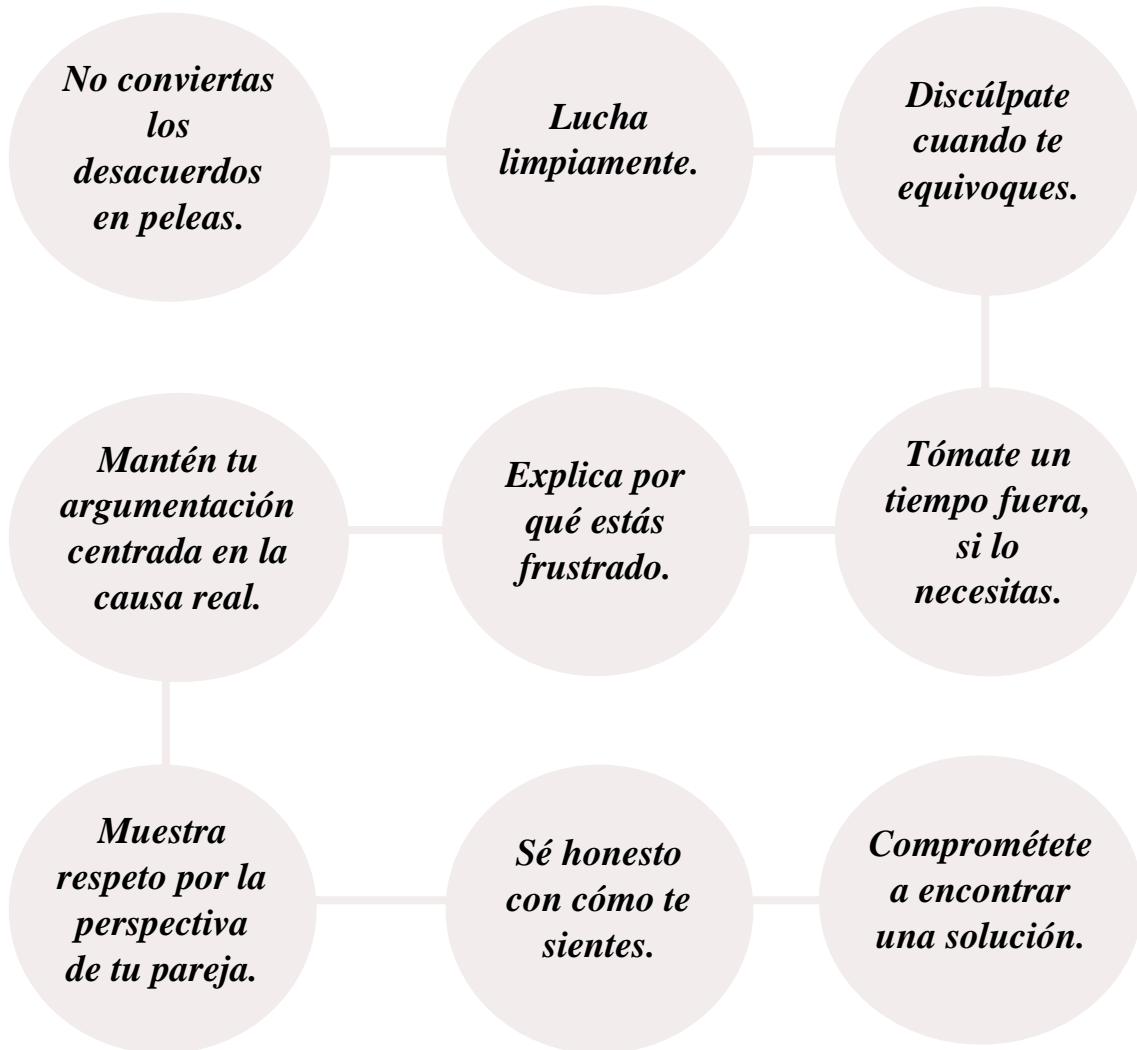 No conviertas
los
desacuerdos
en peleas.
Lucha
limpiamente.
Discúlpate
cuando te
equivoques.
Tómate un
tiempo fuera,
si lo
necesitas.
Explica por
qué estás
frustrado.
Mantén tu
argumentación
centrada en la
causa real.
Muestra
respeto por la
perspectiva
de tu pareja.
Sé honesto
con cómo te
sientes.
Comprométete
a encontrar
una solución.